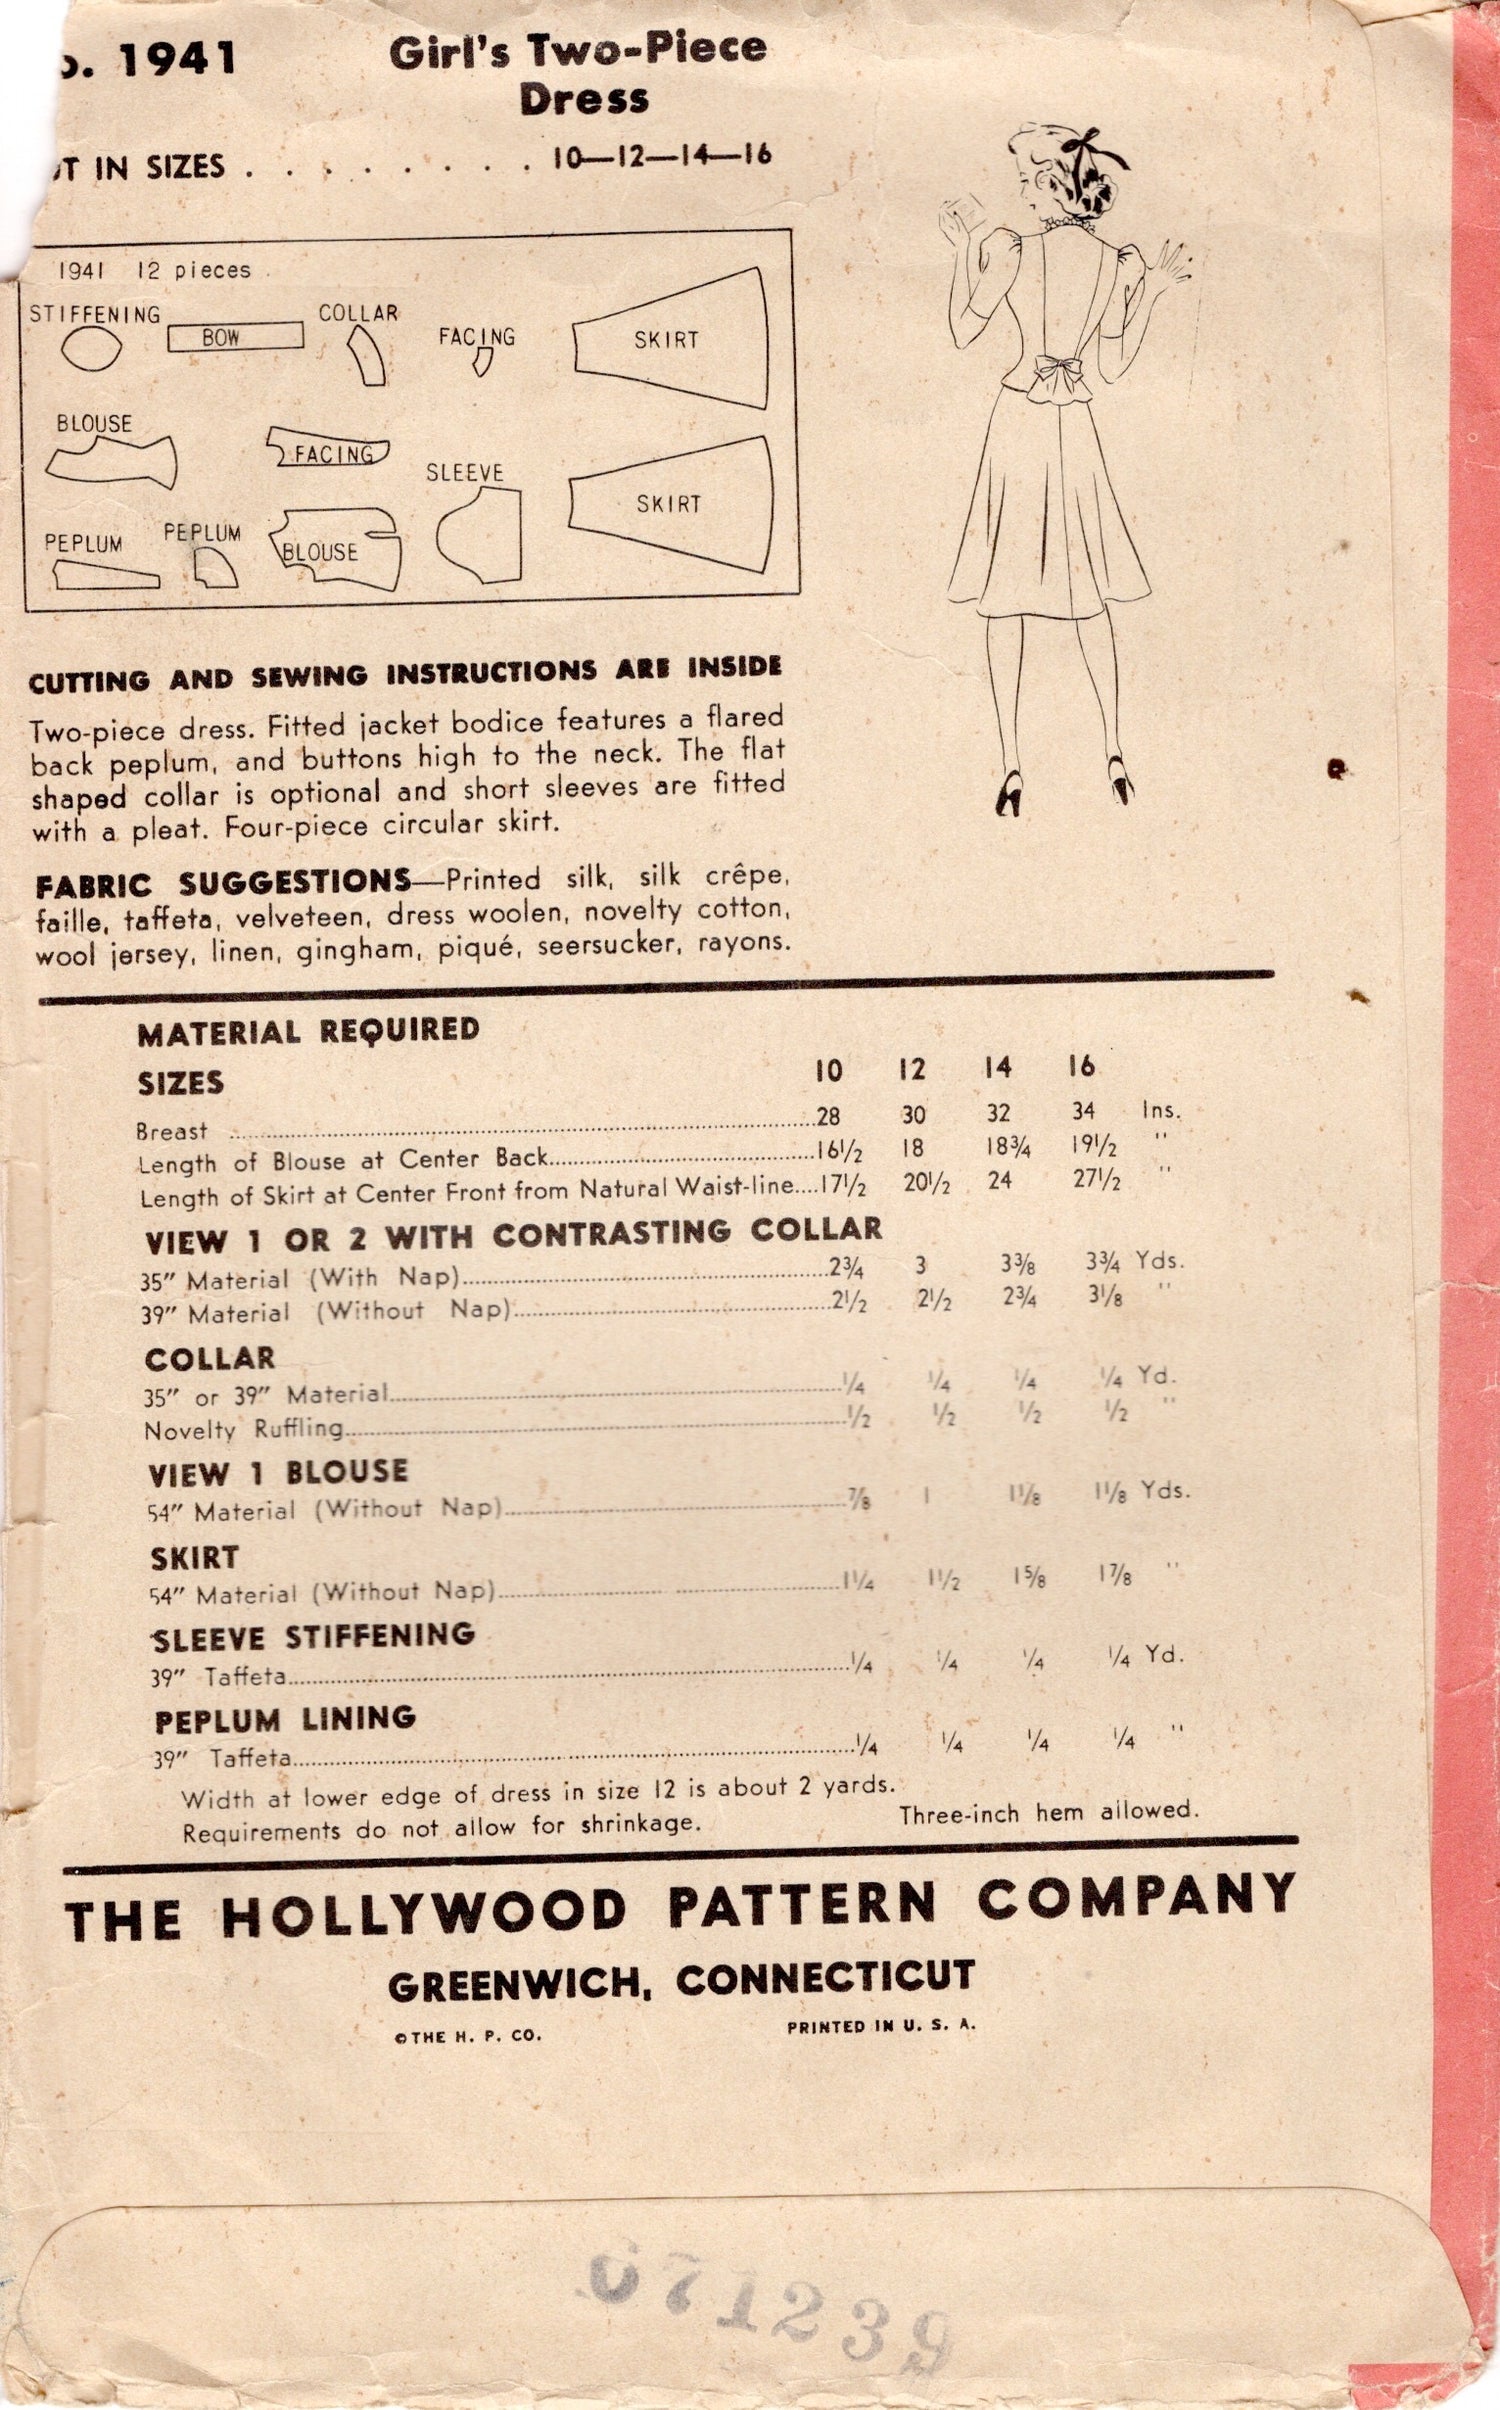 o. 1941
Girl's Two-Piece
Dress
UT IN SIZES . . . . . . . . 10—12—14—16
1941 12 pieces
STIFFENING
BOW
COLLAR
FACING
SKIRT
BLOUSE
FACING
SLEEVE
SKIRT
PEPLUM
PEPLUM
BLOUSE
CUTTING AND SEWING INSTRUCTIONS ARE INSIDE
Two-piece dress. Fitted jacket bodice features a flared
back peplum, and buttons high to the neck. The flat
shaped collar is optional and short sleeves are fitted
with a pleat. Four-piece circular skirt.
FABRIC SUGGESTIONS—Printed silk, silk crêpe,
faille, taffeta, velveteen, dress woolen, novelty cotton,
wool jersey, linen, gingham, piqué, seersucker, rayons.
MATERIAL REQUIRED
SIZES 10 12 14 16
Breast 28 30 32 34 Ins.
Length of Blouse at Center Back 16½ 18 18¾ 19½ "
Length of Skirt at Center Front from Natural Waist-line 17½ 20½ 24 27½ "
VIEW 1 OR 2 WITH CONTRASTING COLLAR
35" Material (With Nap) 2¾ 3 3⅜ 3¾ Yds.
39" Material (Without Nap) 2½ 2½ 2¾ 3⅛ "
COLLAR
35" or 39" Material ¼ ¼ ¼ ¼ Yd.
Novelty Ruffling ½ ½ ½ ½ "
VIEW 1 BLOUSE
54" Material (Without Nap) ⅞ 1 1⅛ 1⅛ Yds.
SKIRT
54" Material (Without Nap) 1¼ 1½ 1⅝ 1⅞ "
SLEEVE STIFFENING
39" Taffeta ¼ ¼ ¼ ¼ Yd.
PEPLUM LINING
39" Taffeta ¼ ¼ ¼ ¼ "
Width at lower edge of dress in size 12 is about 2 yards.
Requirements do not allow for shrinkage. Three-inch hem allowed.
THE HOLLYWOOD PATTERN COMPANY
GREENWICH, CONNECTICUT
©THE H. P. CO. PRINTED IN U. S. A.
071239